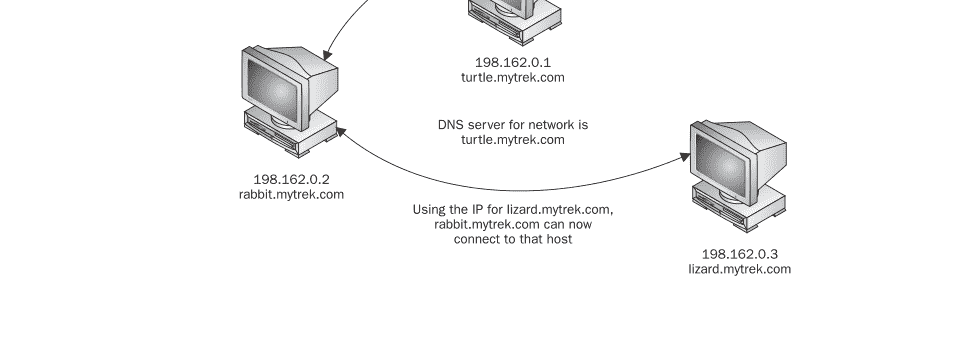 198.162.0.1
turtle.mytrek.com
DNS server for network is
turtle.mytrek.com
198.162.0.2
rabbit.mytrek.com
Using the IP for lizard.mytrek.com,
rabbit.mytrek.com can now
connect to that host
198.162.0.3
lizard.mytrek.com